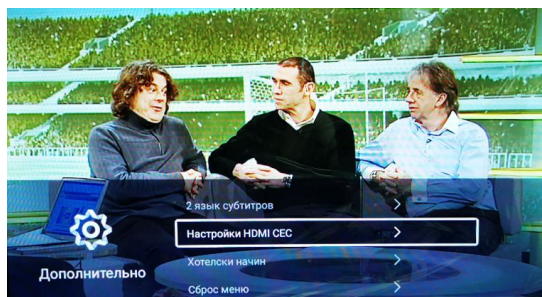 2 язык субтитров
Настройки HDMI CEC
Хотелски начин
Сброс меню
Дополнительно